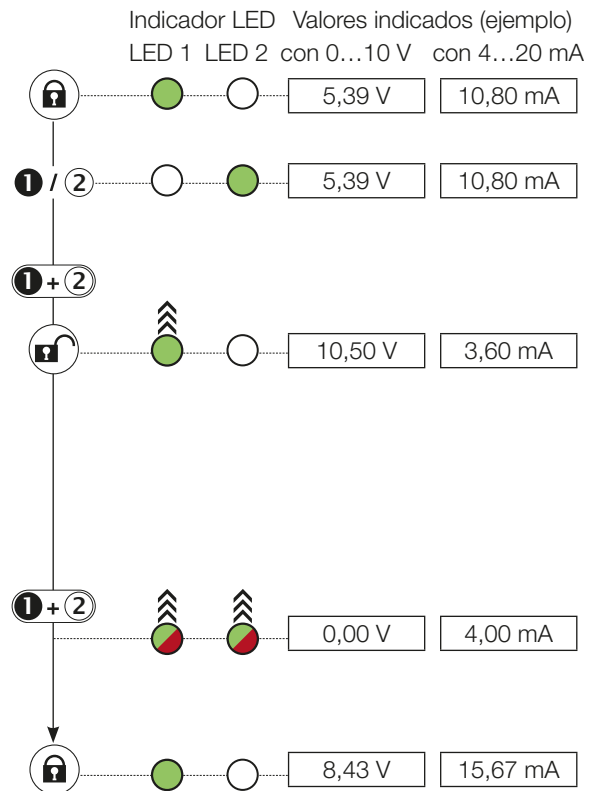 Indicador LED Valores indicados (ejemplo)
LED 1 LED 2 con 0…10 V con 4…20 mA
5,39 V 10,80 mA
1 / 2 5,39 V 10,80 mA
1 + 2
10,50 V 3,60 mA
1 + 2
0,00 V 4,00 mA
8,43 V 15,67 mA